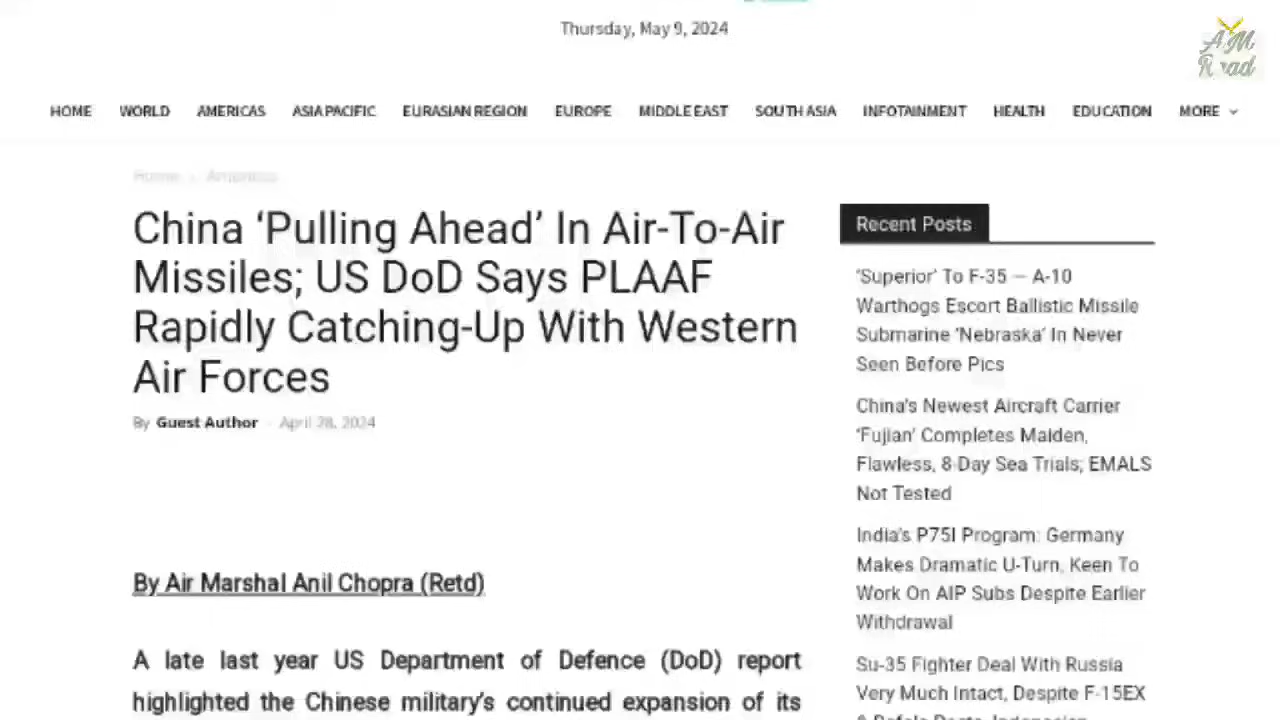 Thursday, May 9, 2024
HOME WORLD AMERICAS ASIA PACIFIC EURASIAN REGION EUROPE MIDDLE EAST SOUTH ASIA INFOTAINMENT HEALTH EDUCATION MORE
Home › Americas
China ‘Pulling Ahead’ In Air-To-Air
Missiles; US DoD Says PLAAF
Rapidly Catching-Up With Western
Air Forces
By Guest Author - April 28, 2024
By Air Marshal Anil Chopra (Retd)
A late last year US Department of Defence (DoD) report
highlighted the Chinese military’s continued expansion of its
Recent Posts
‘Superior’ To F-35 — A-10
Warthogs Escort Ballistic Missile
Submarine ‘Nebraska’ In Never
Seen Before Pics
China’s Newest Aircraft Carrier
‘Fujian’ Completes Maiden,
Flawless, 8-Day Sea Trials; EMALS
Not Tested
India’s P75I Program: Germany
Makes Dramatic U-Turn, Keen To
Work On AIP Subs Despite Earlier
Withdrawal
Su-35 Fighter Deal With Russia
Very Much Intact, Despite F-15EX